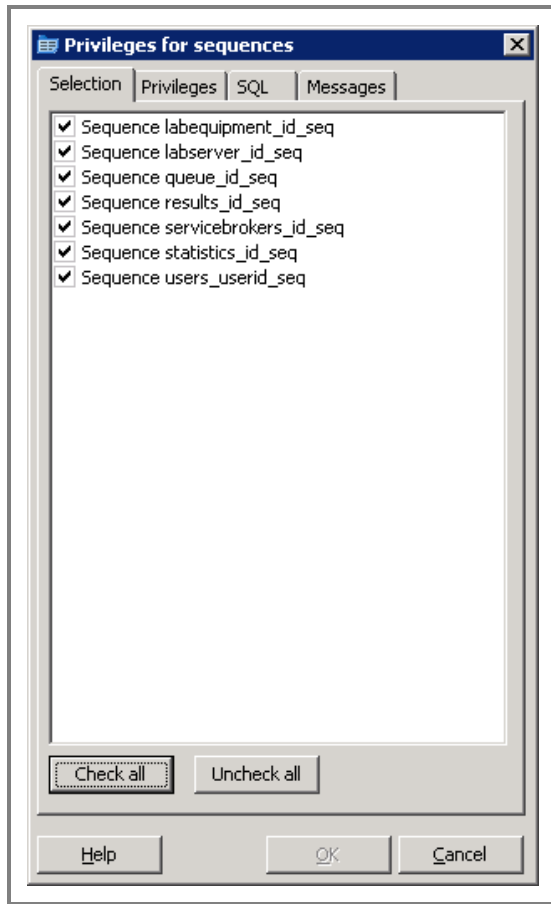 Privileges for sequences
Selection Privileges SQL Messages
Sequence labequipment_id_seq
Sequence labserver_id_seq
Sequence queue_id_seq
Sequence results_id_seq
Sequence servicebrokers_id_seq
Sequence statistics_id_seq
Sequence users_userid_seq
Check all Uncheck all
Help OK Cancel